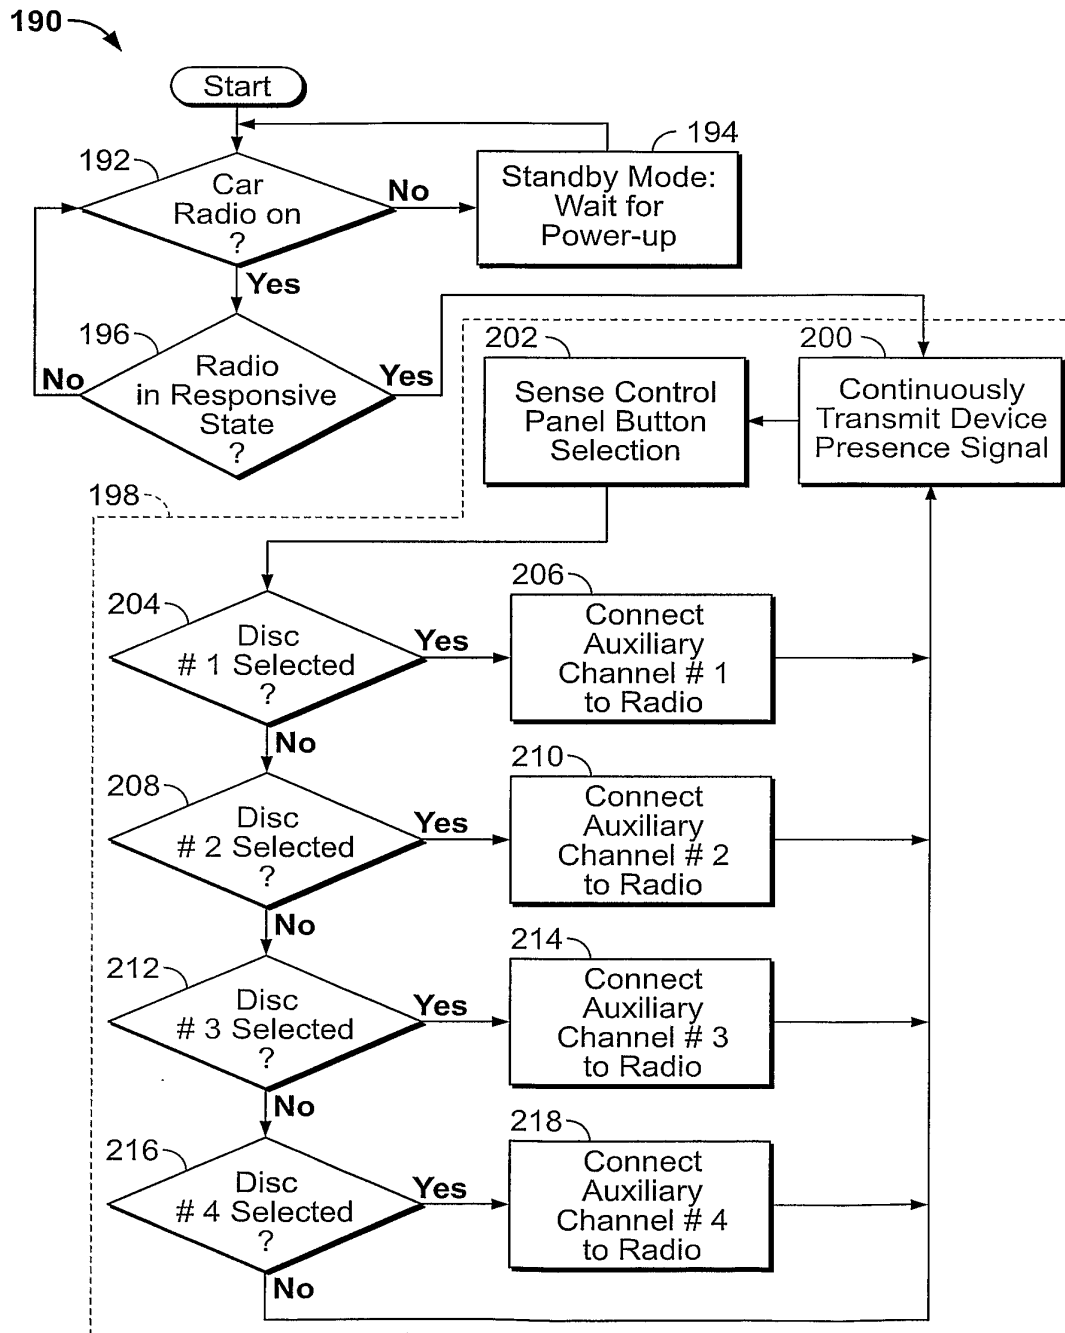 190
Start
192
Car
Radio on
?
No
194
Standby Mode:
Wait for
Power-up
Yes
196
Radio
in Responsive
State
?
No
Yes
202
Sense Control
Panel Button
Selection
200
Continuously
Transmit Device
Presence Signal
198
204
Disc
# 1 Selected
?
Yes
206
Connect
Auxiliary
Channel # 1
to Radio
No
208
Disc
# 2 Selected
?
Yes
210
Connect
Auxiliary
Channel # 2
to Radio
No
212
Disc
# 3 Selected
?
Yes
214
Connect
Auxiliary
Channel # 3
to Radio
No
216
Disc
# 4 Selected
?
Yes
218
Connect
Auxiliary
Channel # 4
to Radio
No